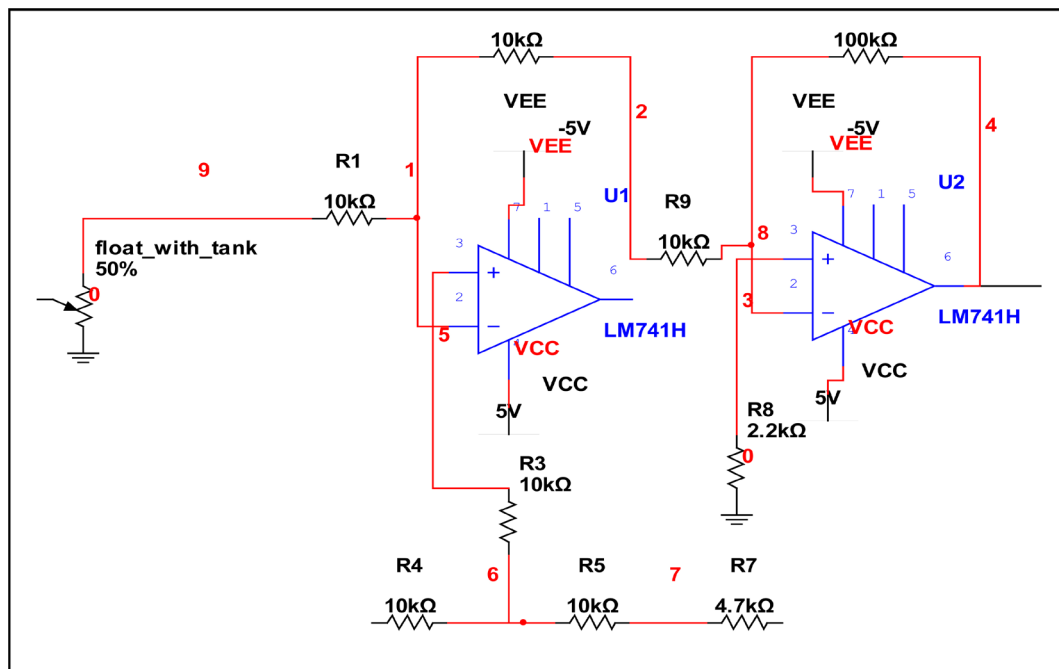 10kΩ
100kΩ
VEE
-5V
VEE
2
VEE
-5V
VEE
4
9
R1
10kΩ
1
7
1
5
U1
R9
10kΩ
8
7
1
5
U2
float_with_tank
50%
0
3
+
2
−
6
5
LM741H
VCC
VCC
5V
3
+
2
−
6
3
LM741H
VCC
4
VCC
5V
R8
2.2kΩ
0
R3
10kΩ
R4
10kΩ
6
R5
10kΩ
7
R7
4.7kΩ